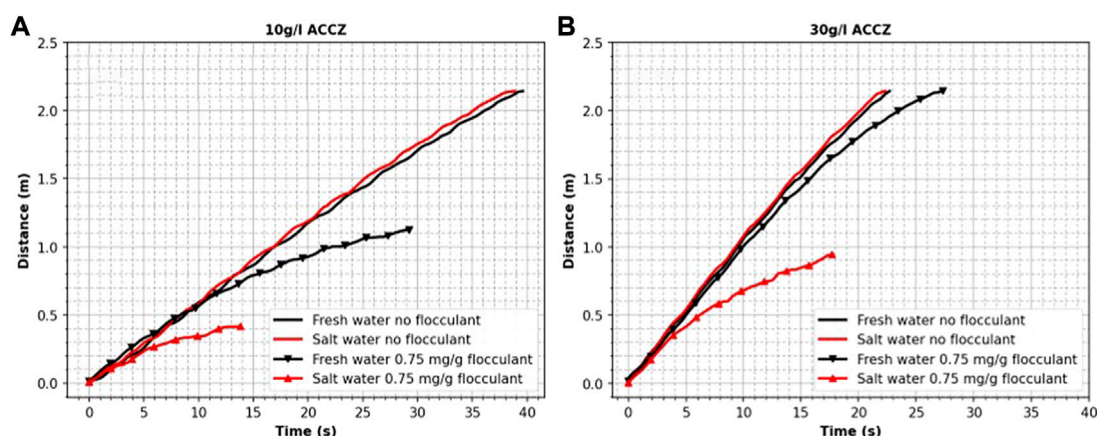 A
10g/l ACCZ
2.5
2.0
1.5
1.0
0.5
0.0
Distance (m)
0 5 10 15 20 25 30 35 40
Time (s)
Fresh water no flocculant
Salt water no flocculant
Fresh water 0.75 mg/g flocculant
Salt water 0.75 mg/g flocculant
B
30g/l ACCZ
2.5
2.0
1.5
1.0
0.5
0.0
Distance (m)
0 5 10 15 20 25 30 35 40
Time (s)
Fresh water no flocculant
Salt water no flocculant
Fresh water 0.75 mg/g flocculant
Salt water 0.75 mg/g flocculant